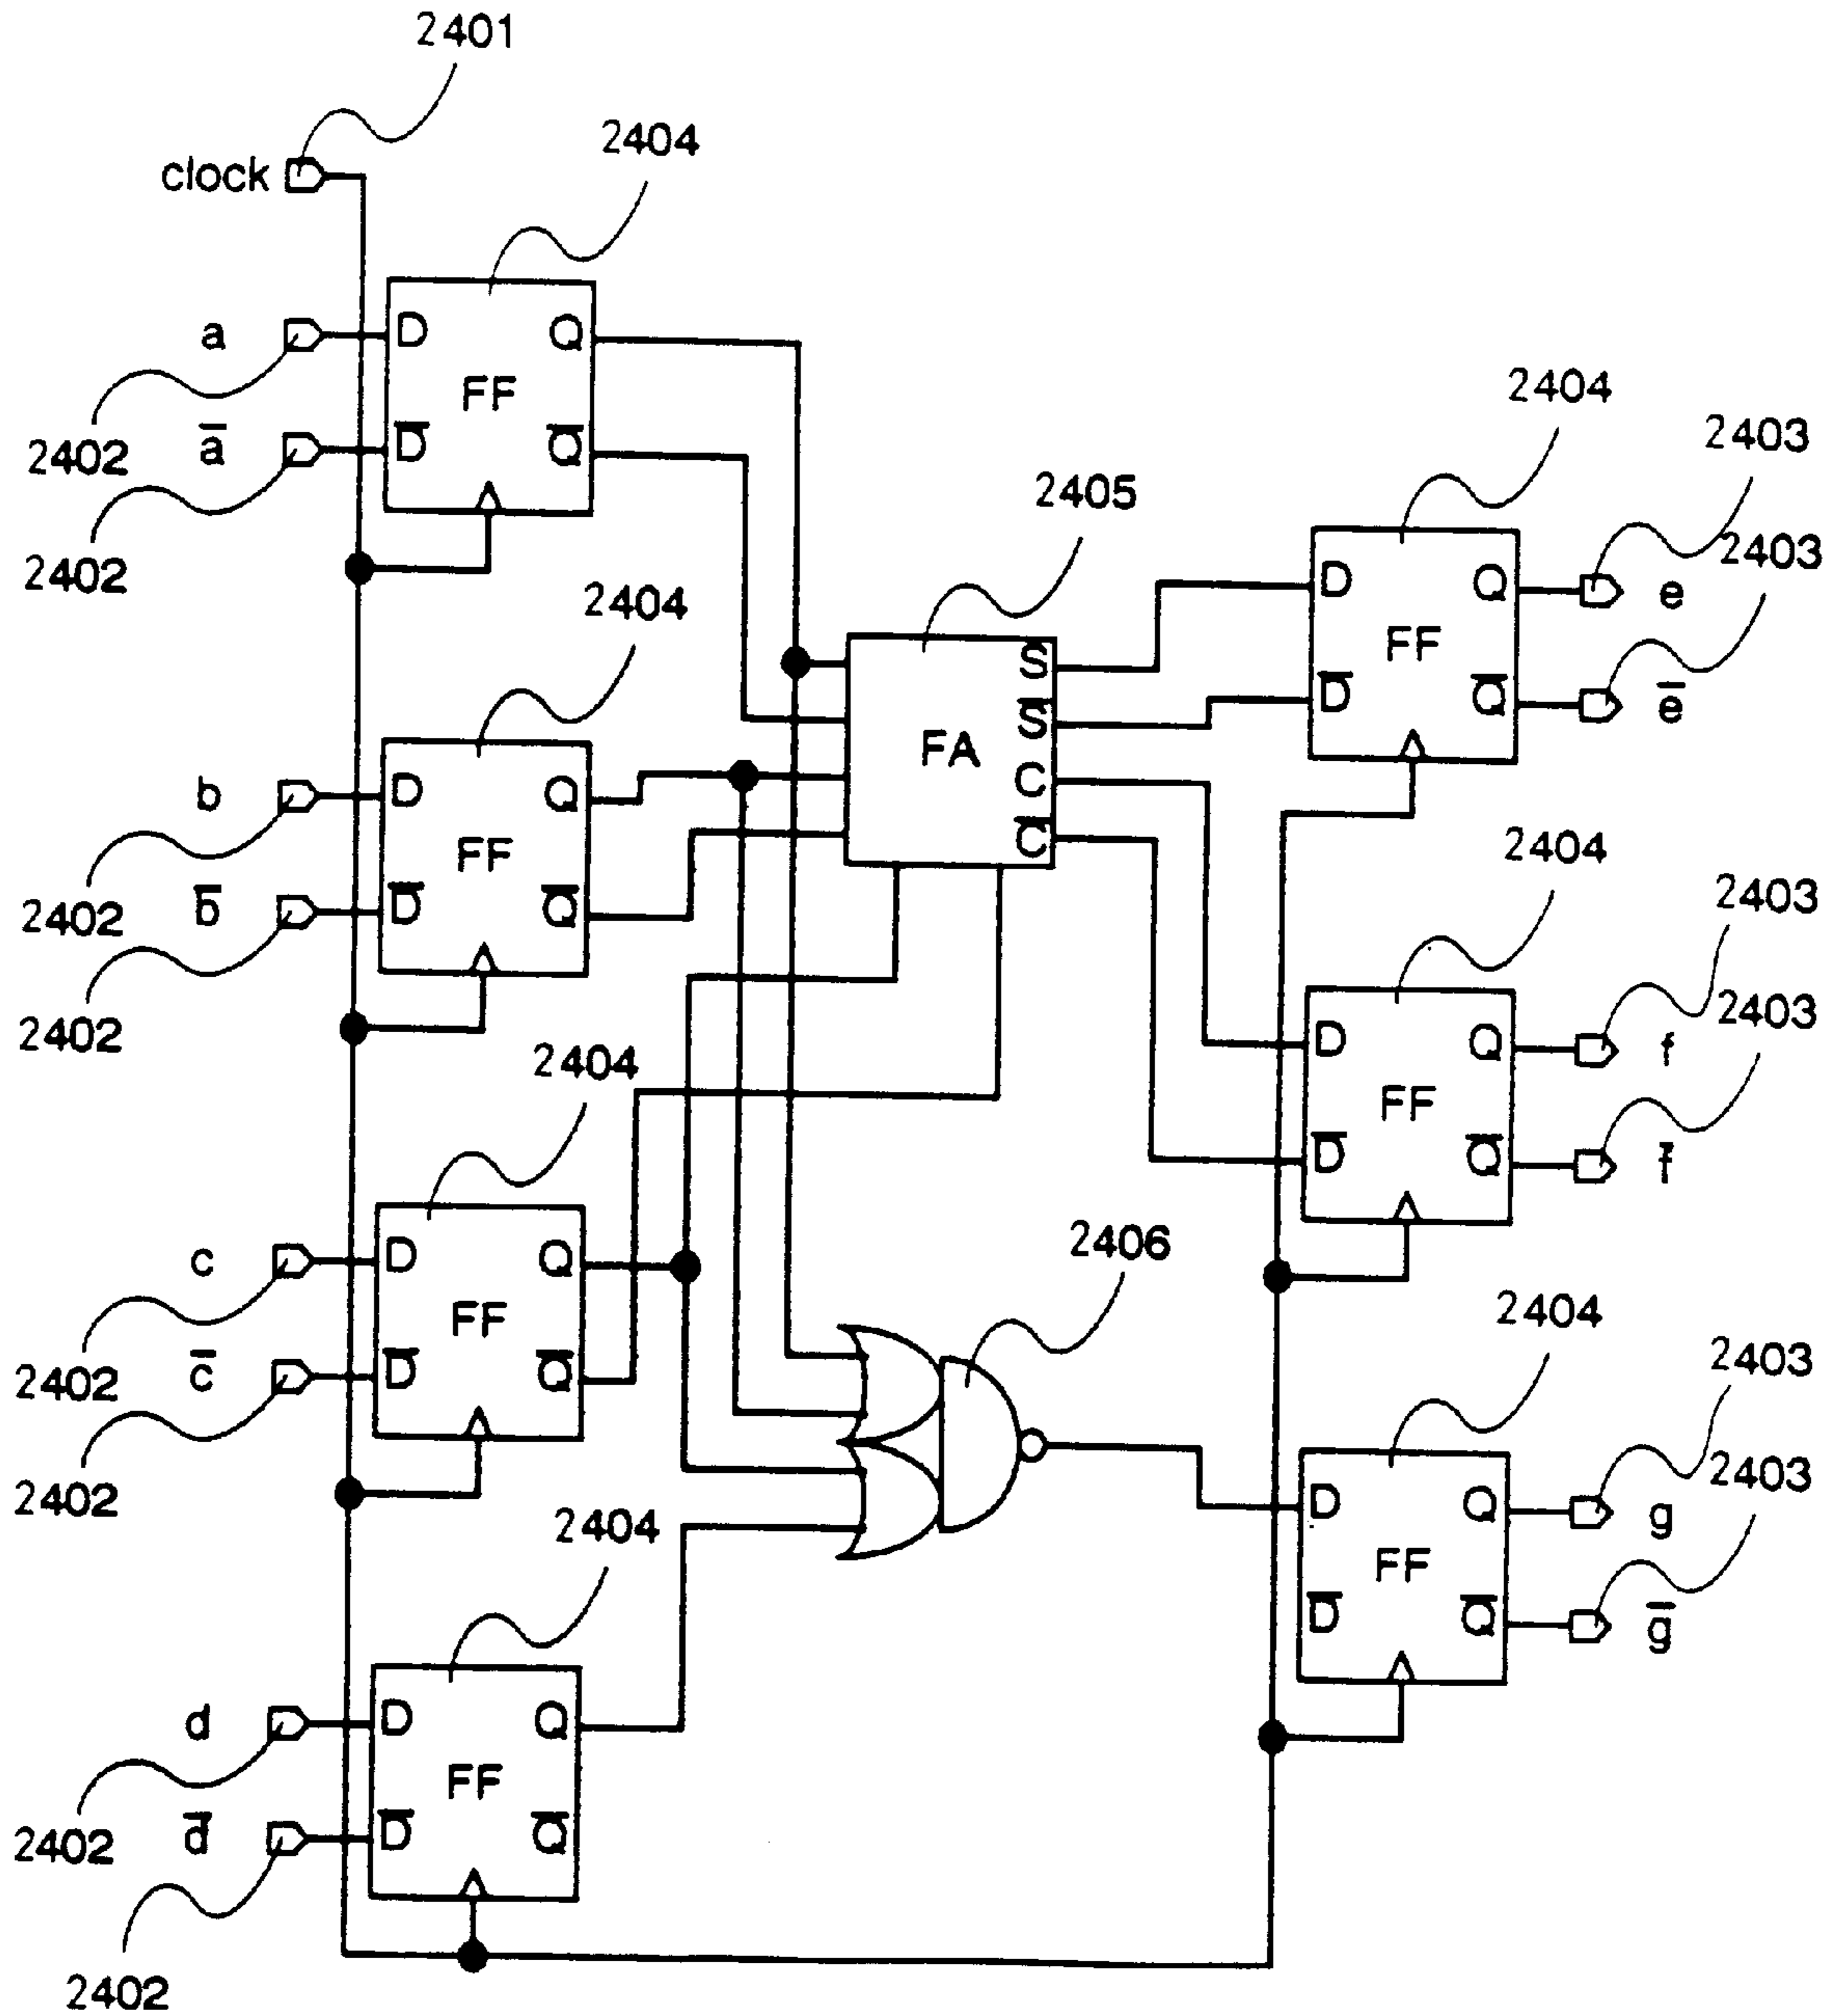 2401
clock
2404
a
D Q
FF
2402
a̅
D̅ Q̅
2402
2404
b
D Q
FF
2402
b̅
D̅ Q̅
2402
2404
c
D Q
FF
2402
c̅
D̅ Q̅
2402
2404
d
D Q
FF
2402
d̅
D̅ Q̅
2402
2405
FA
S̅
S̅
C
C̅
2406
2404
2403
2403
D Q
e
FF
D̅ Q̅
e̅
2404
2403
2403
D Q
f
FF
D̅ Q̅
f̅
2404
2403
2403
D Q
g
FF
D̅ Q̅
g̅